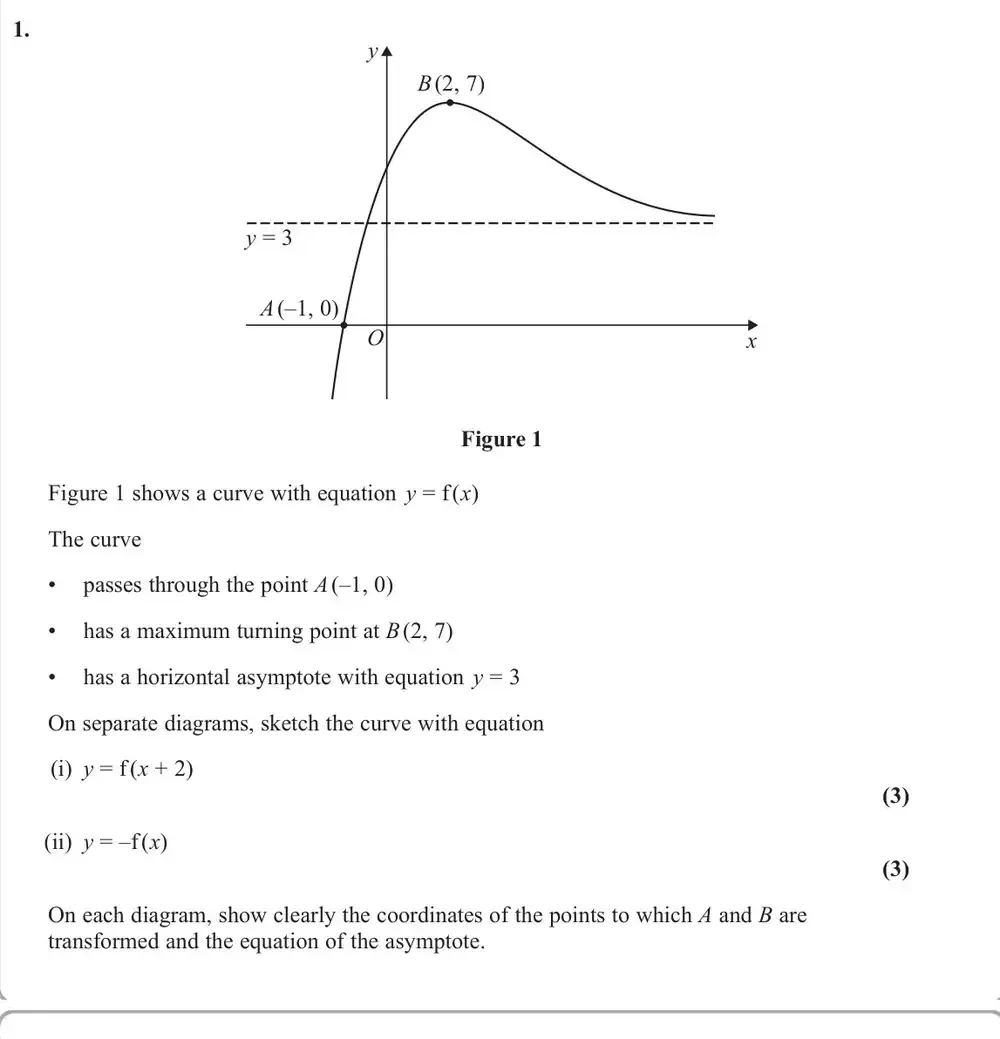 1.
y
B (2, 7)
y = 3
A (–1, 0)
O
x
Figure 1
Figure 1 shows a curve with equation y = f(x)
The curve
• passes through the point A (–1, 0)
• has a maximum turning point at B (2, 7)
• has a horizontal asymptote with equation y = 3
On separate diagrams, sketch the curve with equation
(i) y = f(x + 2)
(3)
(ii) y = –f(x)
(3)
On each diagram, show clearly the coordinates of the points to which A and B are
transformed and the equation of the asymptote.